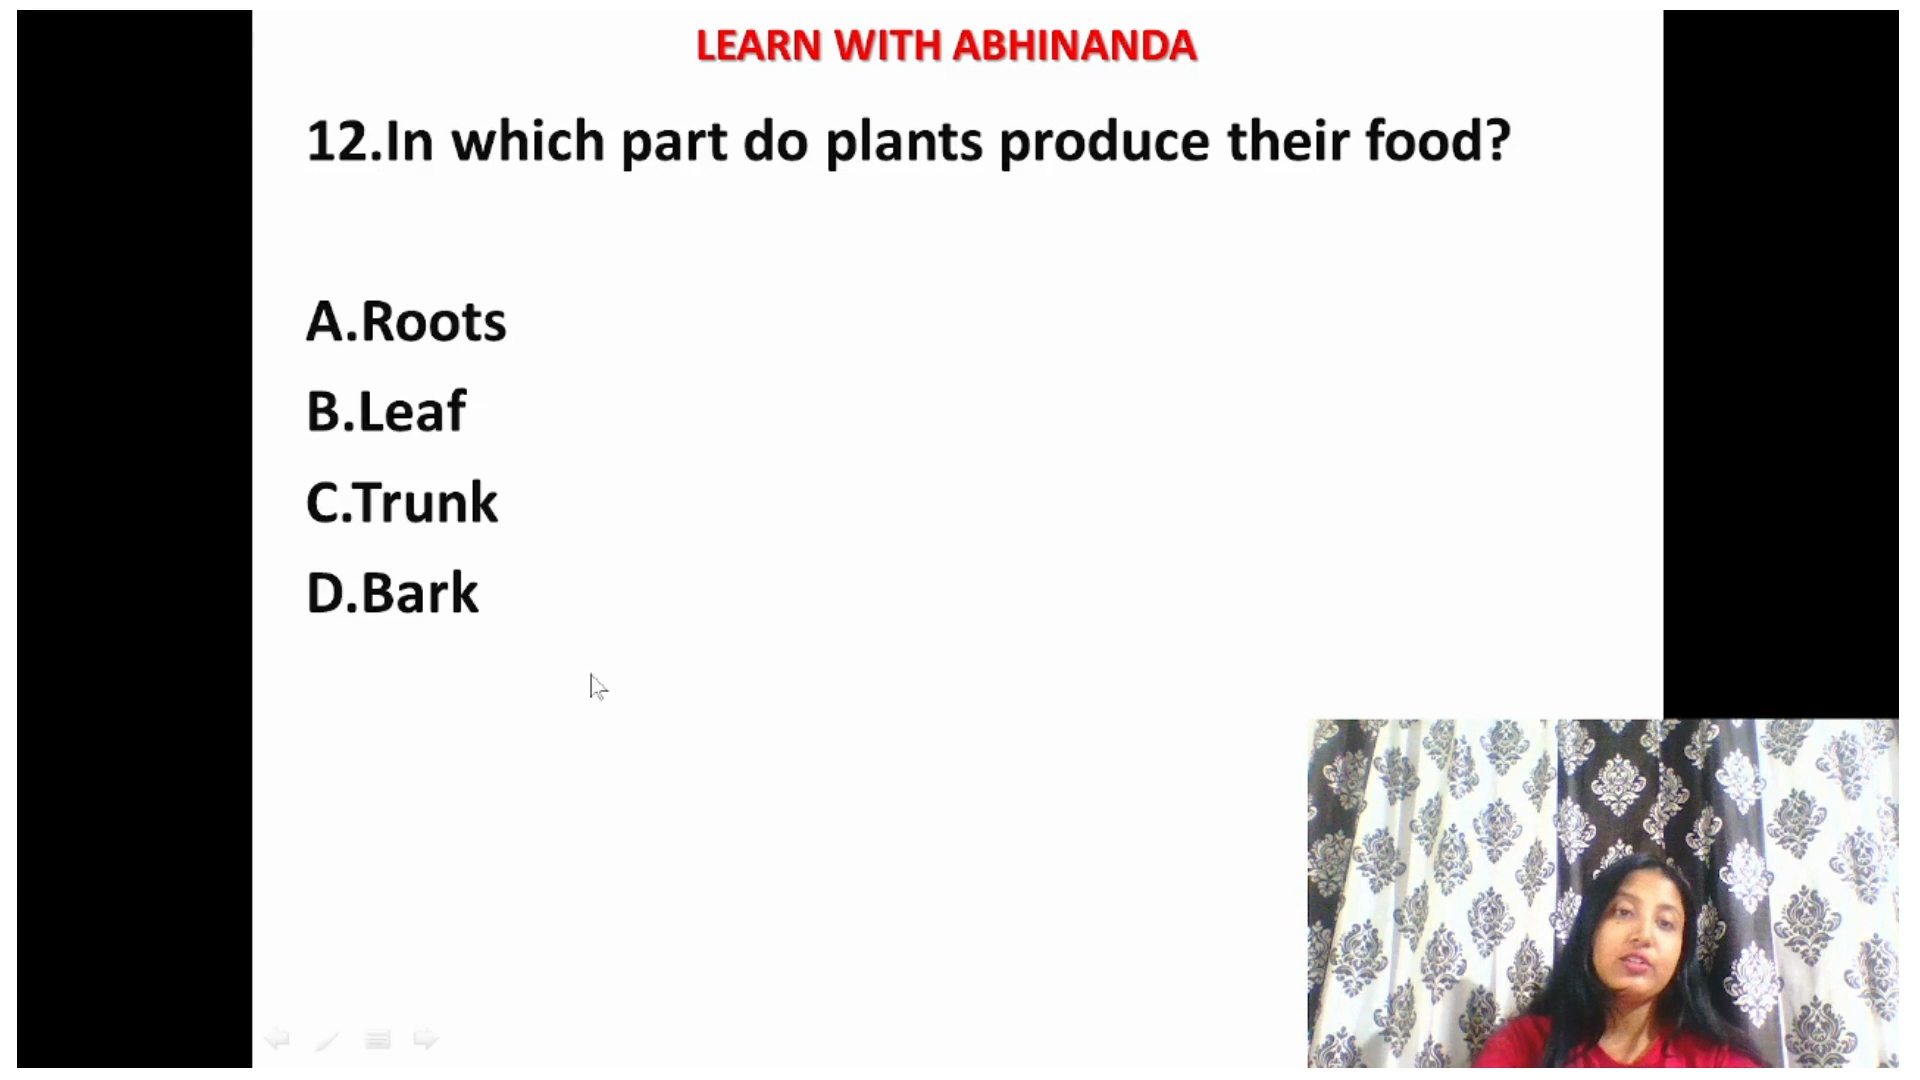 LEARN WITH ABHINANDA
12.In which part do plants produce their food?
A.Roots
B.Leaf
C.Trunk
D.Bark